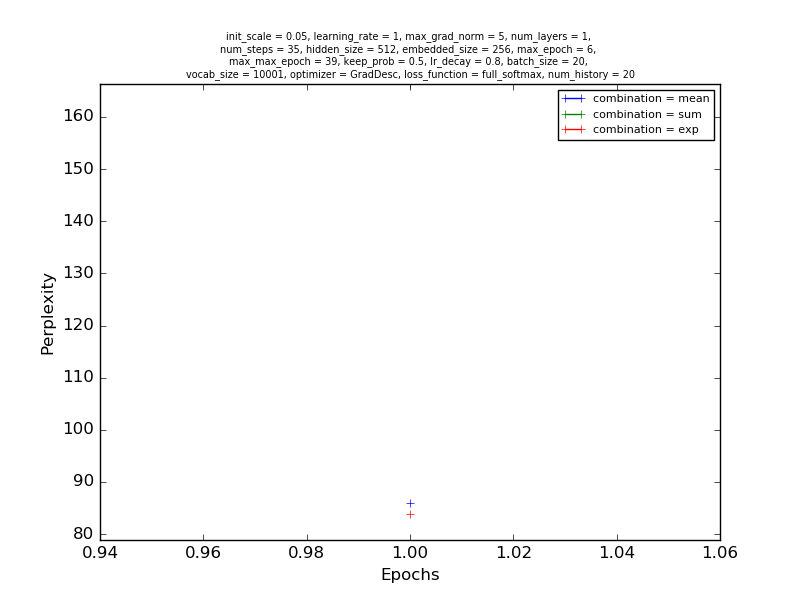 init_scale = 0.05, learning_rate = 1, max_grad_norm = 5, num_layers = 1,
num_steps = 35, hidden_size = 512, embedded_size = 256, max_epoch = 6,
max_max_epoch = 39, keep_prob = 0.5, lr_decay = 0.8, batch_size = 20,
vocab_size = 10001, optimizer = GradDesc, loss_function = full_softmax, num_history = 20
combination = mean
combination = sum
combination = exp
Perplexity
160
150
140
130
120
110
100
90
80
0.94 0.96 0.98 1.00 1.02 1.04 1.06
Epochs